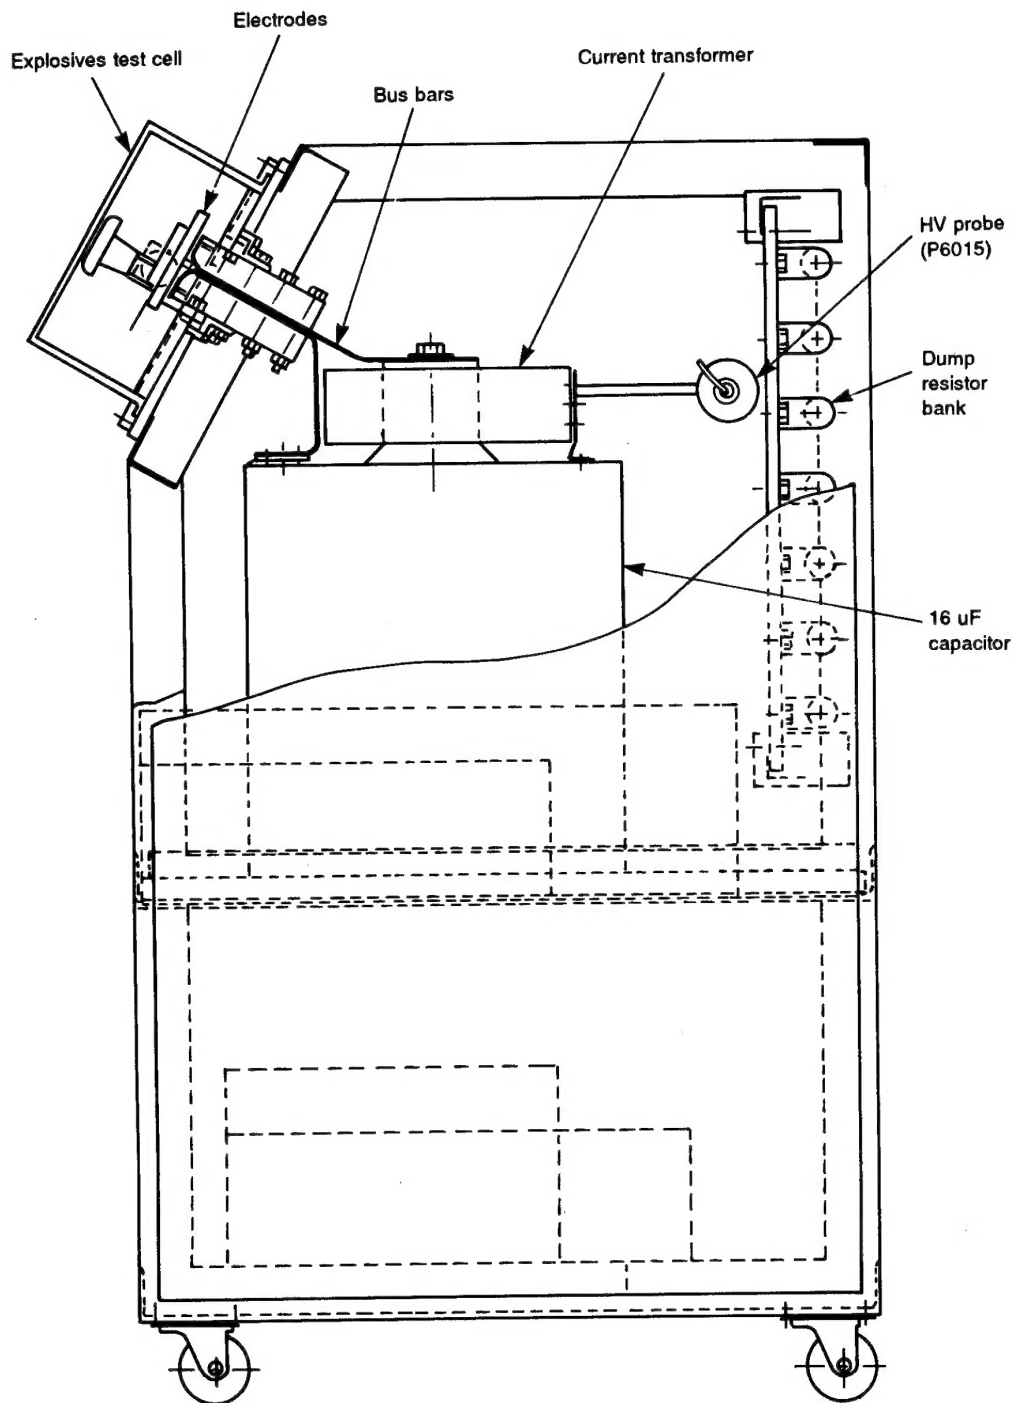 Electrodes
Explosives test cell
Current transformer
Bus bars
HV probe
(P6015)
Dump
resistor
bank
16 uF
capacitor